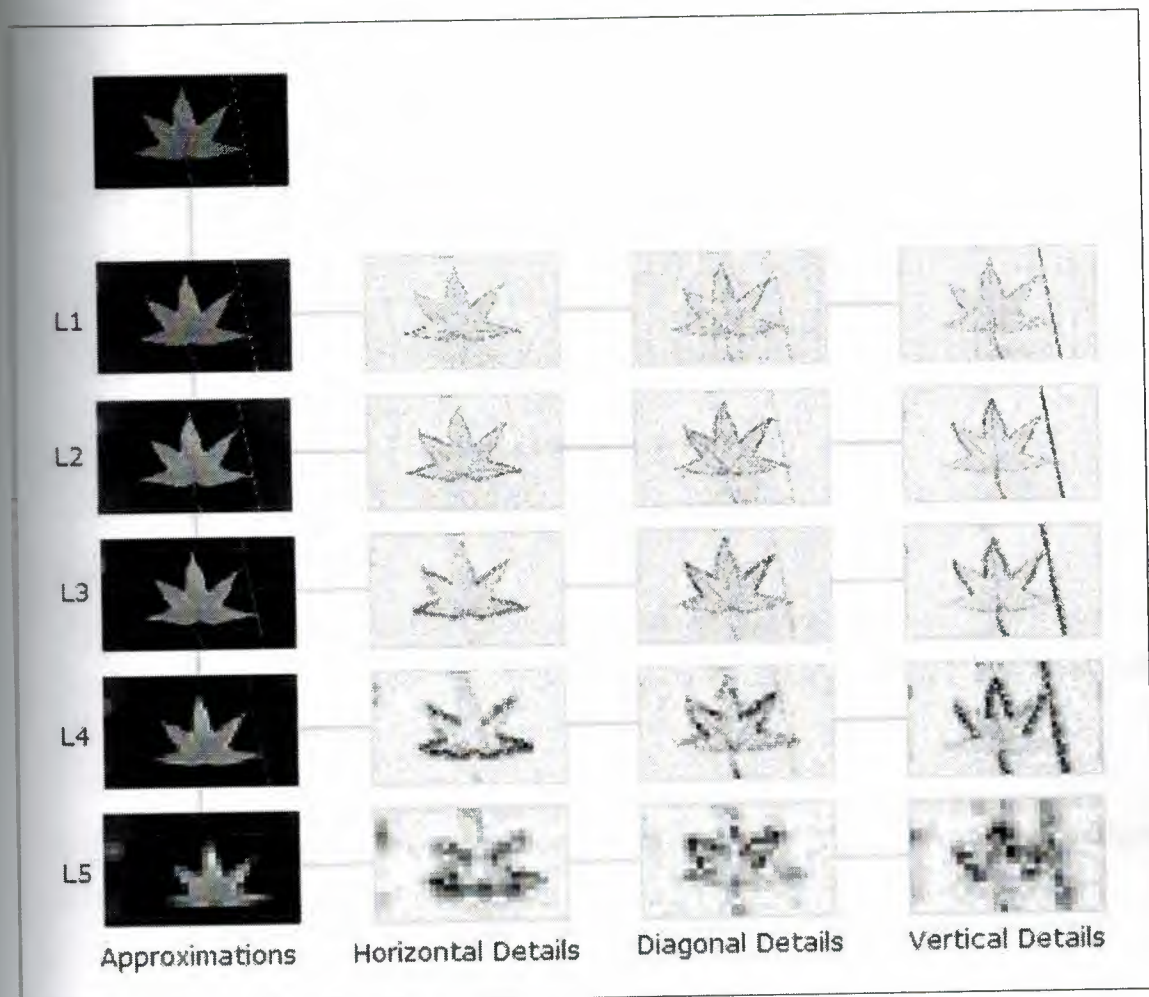 L1
L2
L3
L4
L5
Approximations
Horizontal Details
Diagonal Details
Vertical Details